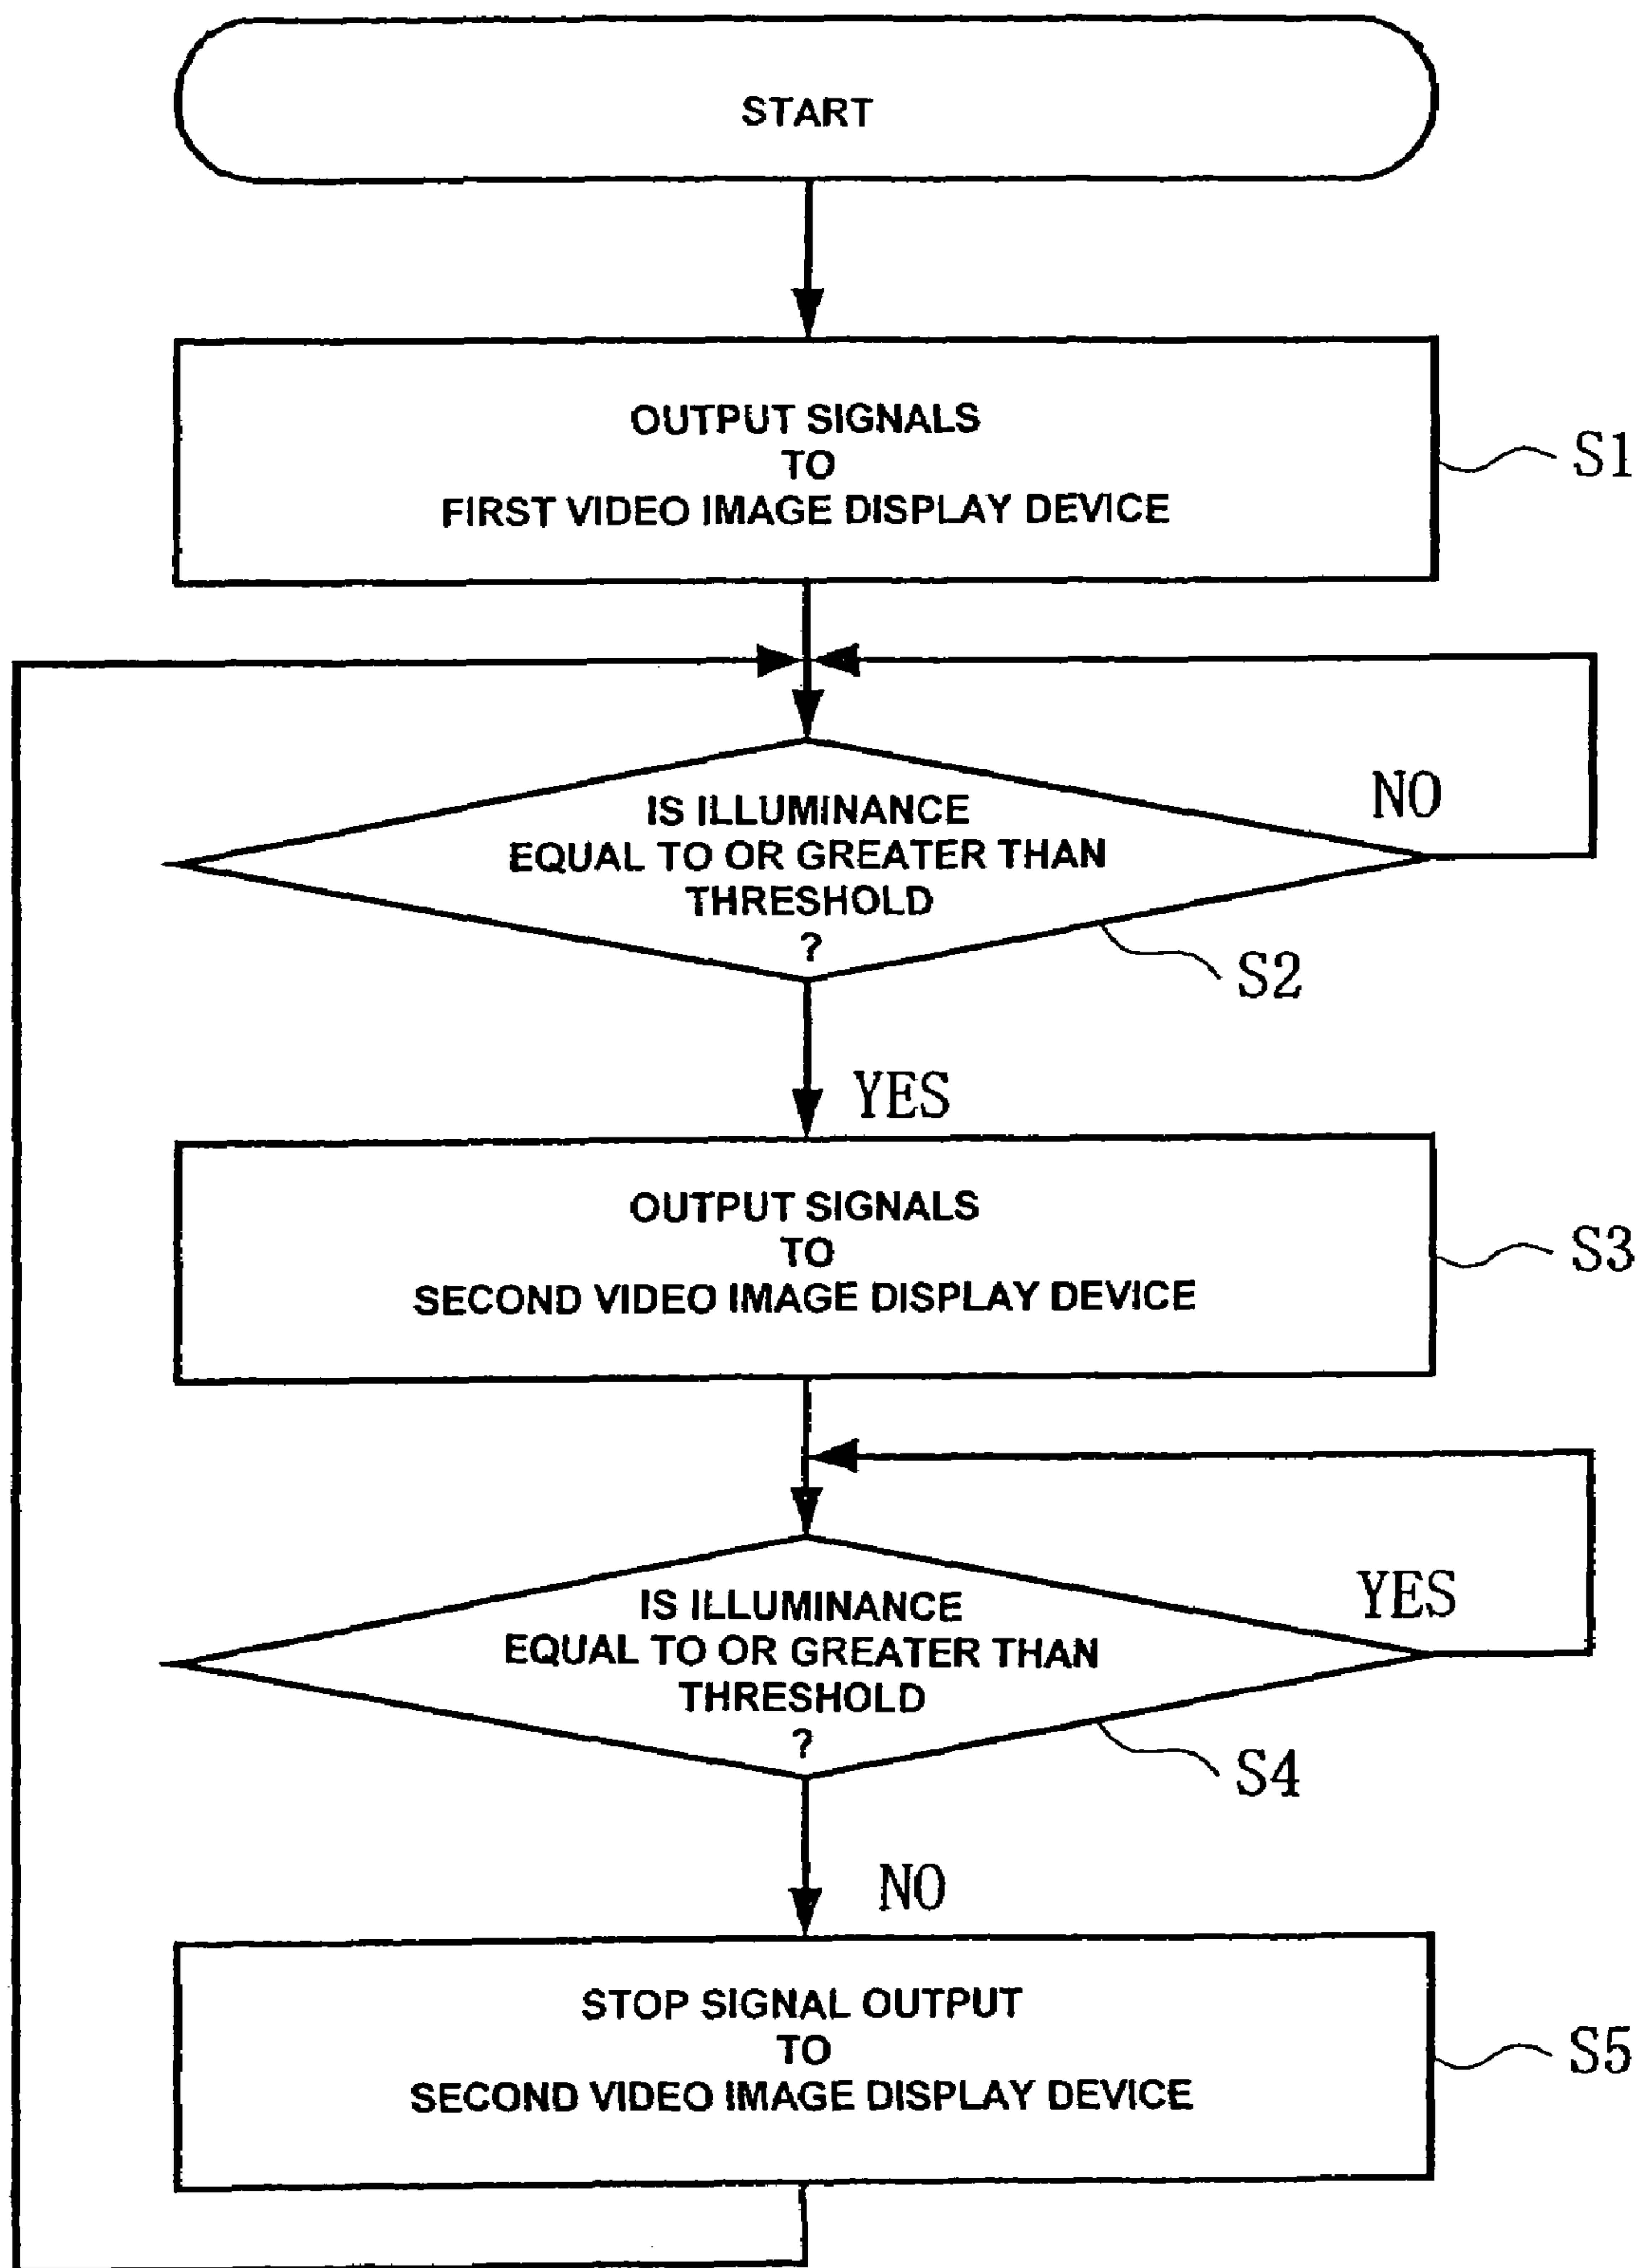 START
OUTPUT SIGNALS
TO
FIRST VIDEO IMAGE DISPLAY DEVICE
S1
IS ILLUMINANCE
EQUAL TO OR GREATER THAN
THRESHOLD
?
NO
S2
YES
OUTPUT SIGNALS
TO
SECOND VIDEO IMAGE DISPLAY DEVICE
S3
IS ILLUMINANCE
EQUAL TO OR GREATER THAN
THRESHOLD
?
YES
S4
NO
STOP SIGNAL OUTPUT
TO
SECOND VIDEO IMAGE DISPLAY DEVICE
S5